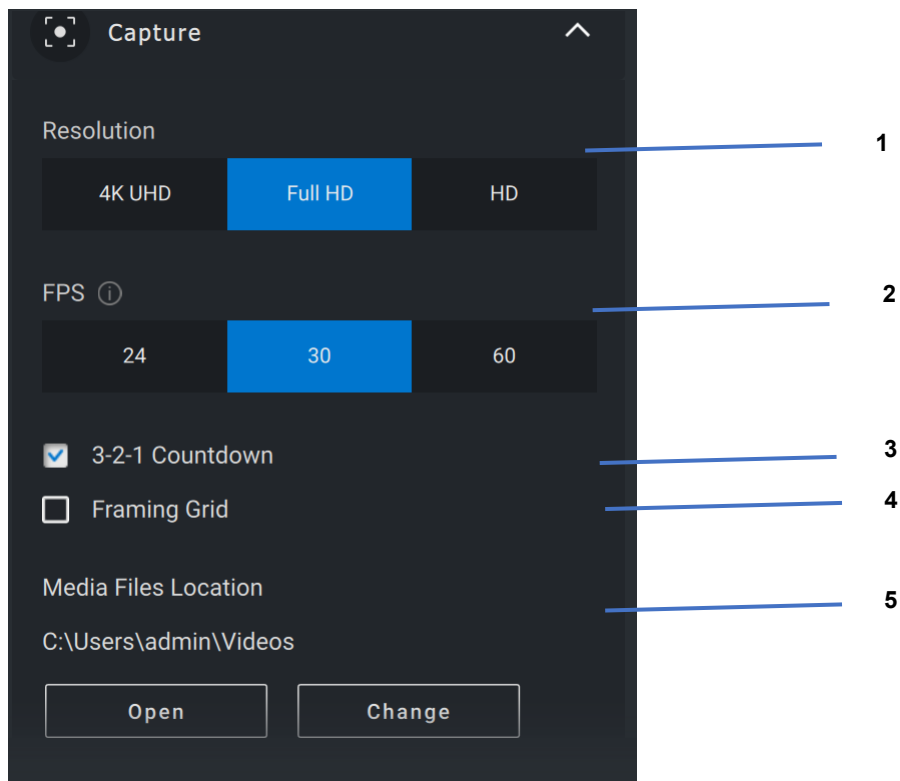 Capture
Resolution
1
4K UHD Full HD HD
FPS
2
24 30 60
3-2-1 Countdown
3
Framing Grid
4
Media Files Location
5
C:\Users\admin\Videos
Open Change